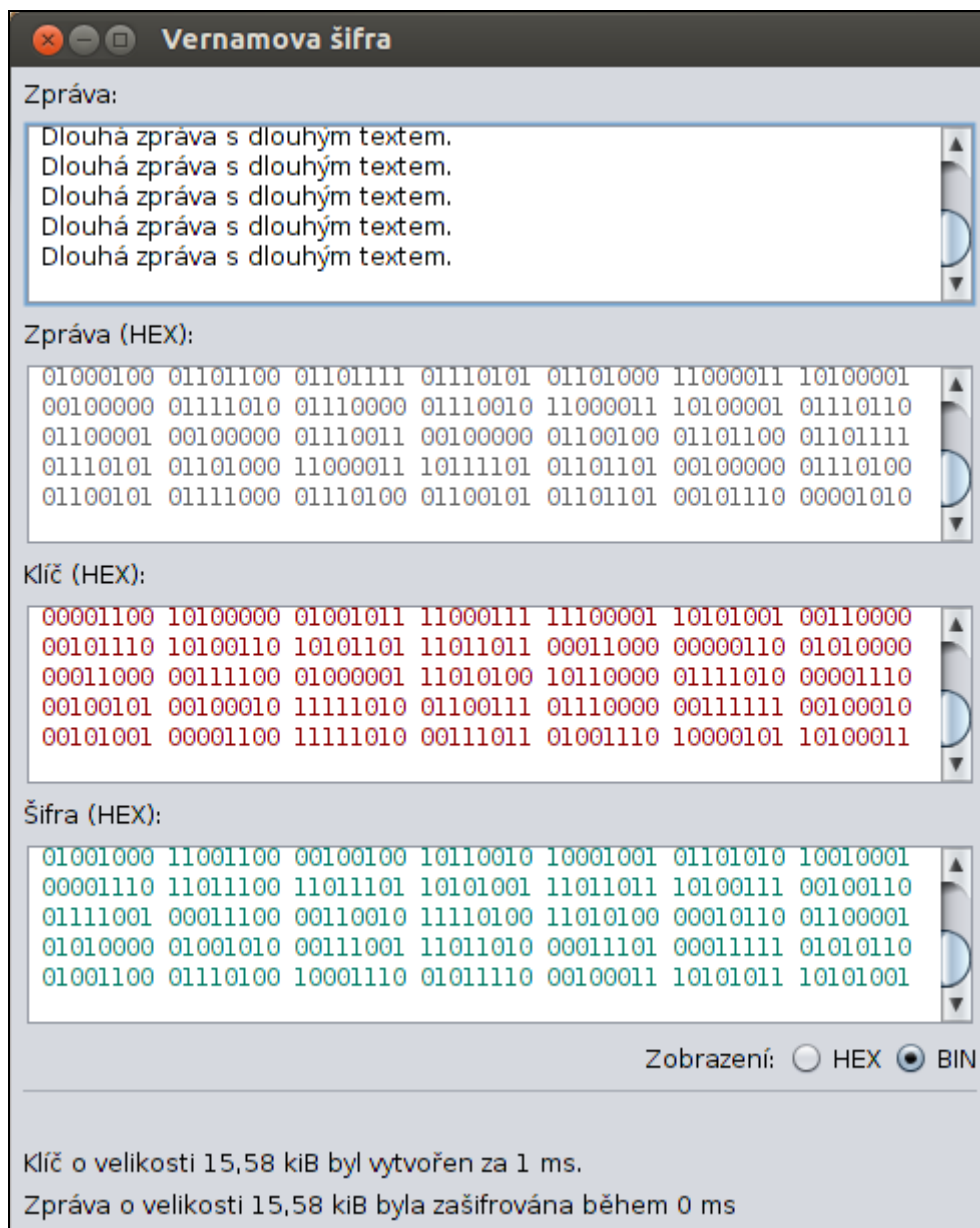 Vernamova šifra
Zpráva:
Dlouhá zpráva s dlouhým textem.
Dlouhá zpráva s dlouhým textem.
Dlouhá zpráva s dlouhým textem.
Dlouhá zpráva s dlouhým textem.
Dlouhá zpráva s dlouhým textem.
Zpráva (HEX):
01000100 01101100 01101111 01110101 01101000 11000011 10100001
00100000 01111010 01110000 01110010 11000011 10100001 01110110
01100001 00100000 01110011 00100000 01100100 01101100 01101111
01110101 01101000 11000011 10111101 01101101 00100000 01110100
01100101 01111000 01110100 01100101 01101101 00101110 00001010
Klíč (HEX):
00001100 10100000 01001011 11000111 11100001 10101001 00110000
00101110 10100110 10101101 11011011 00011000 00000110 01010000
00011000 00111100 01000001 11010100 10110000 01111010 00001110
00100101 00100010 11111010 01100111 01110000 00111111 00100010
00101001 00001100 11111010 00111011 01001110 10000101 10100011
Šifra (HEX):
01001000 11001100 00100100 10110010 10001001 01101010 10010001
00001110 11011100 11011101 10101001 11011011 10100111 00100110
01111001 00011100 00110010 11110100 11010100 00010110 01100001
01010000 01001010 00111001 11011010 00011101 00011111 01010110
01001100 01110100 10001110 01011110 00100011 10101011 10101001
Zobrazení: HEX BIN
Klíč o velikosti 15,58 kiB byl vytvořen za 1 ms.
Zpráva o velikosti 15,58 kiB byla zašifrována během 0 ms